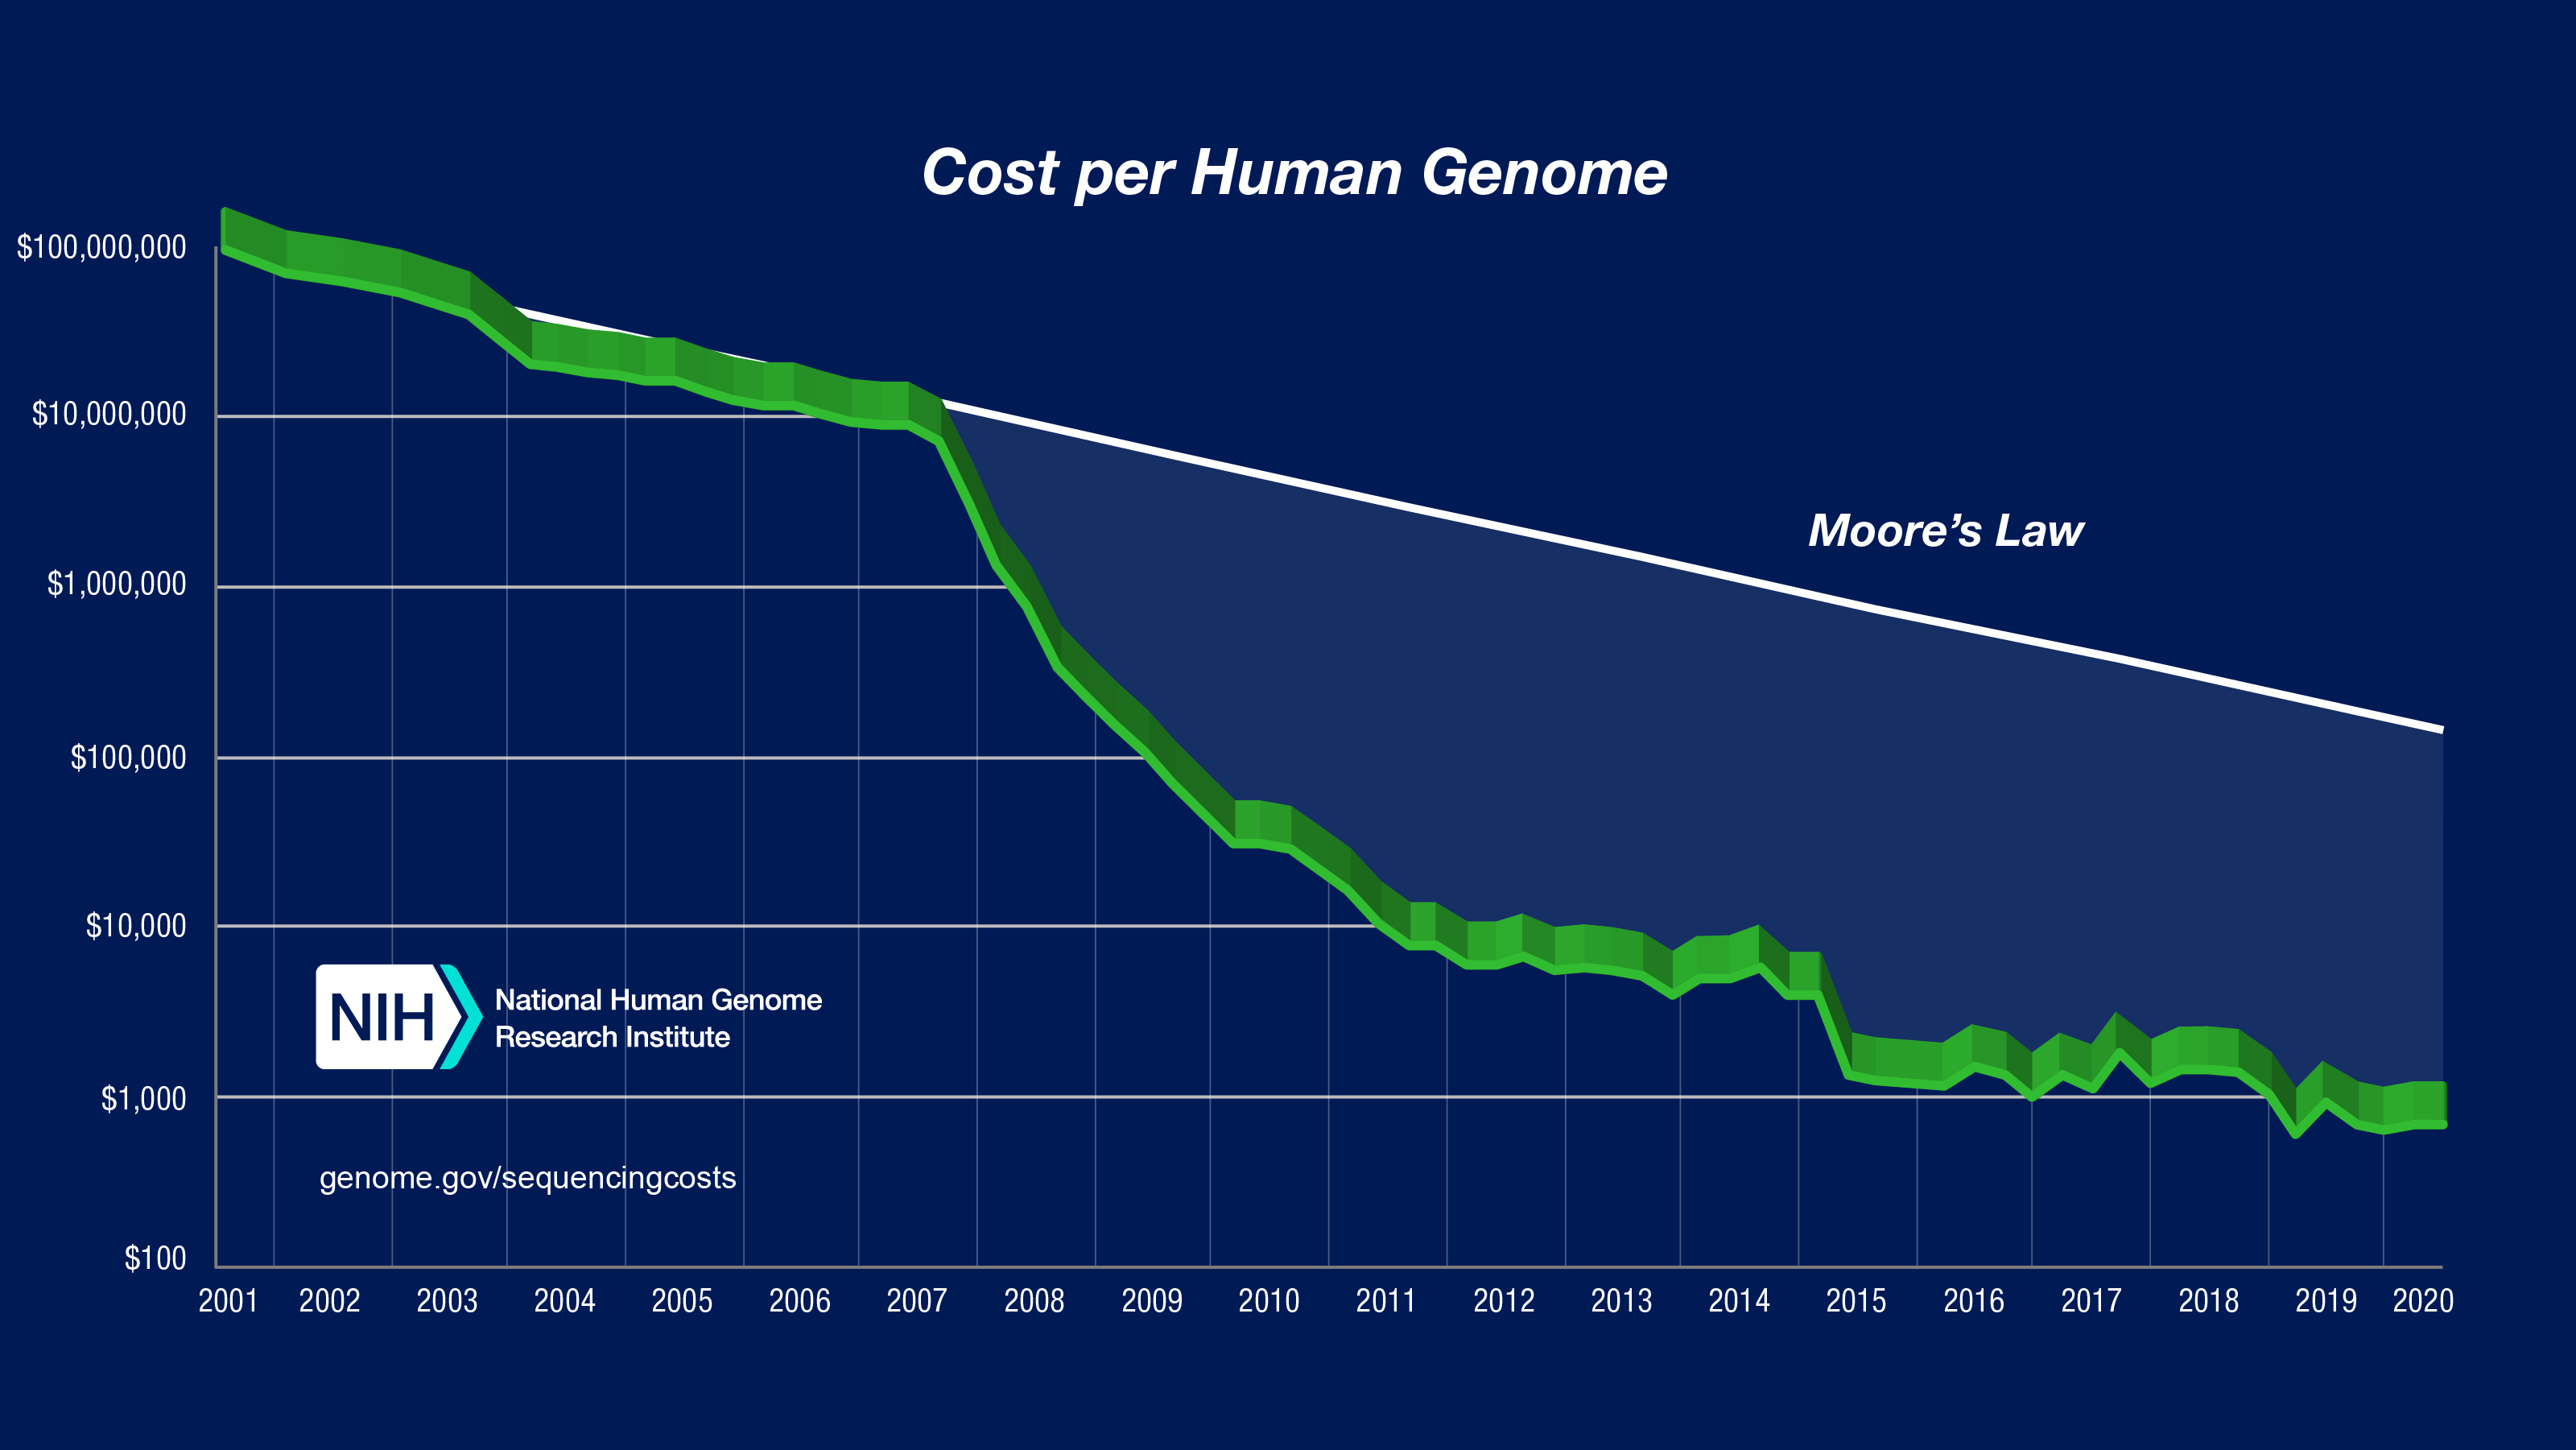 Cost per Human Genome
$100,000,000
$10,000,000
$1,000,000
$100,000
$10,000
$1,000
$100
Moore’s Law
NIH
National Human Genome
Research Institute
genome.gov/sequencingcosts
2001 2002 2003 2004 2005 2006 2007 2008 2009 2010 2011 2012 2013 2014 2015 2016 2017 2018 2019 2020